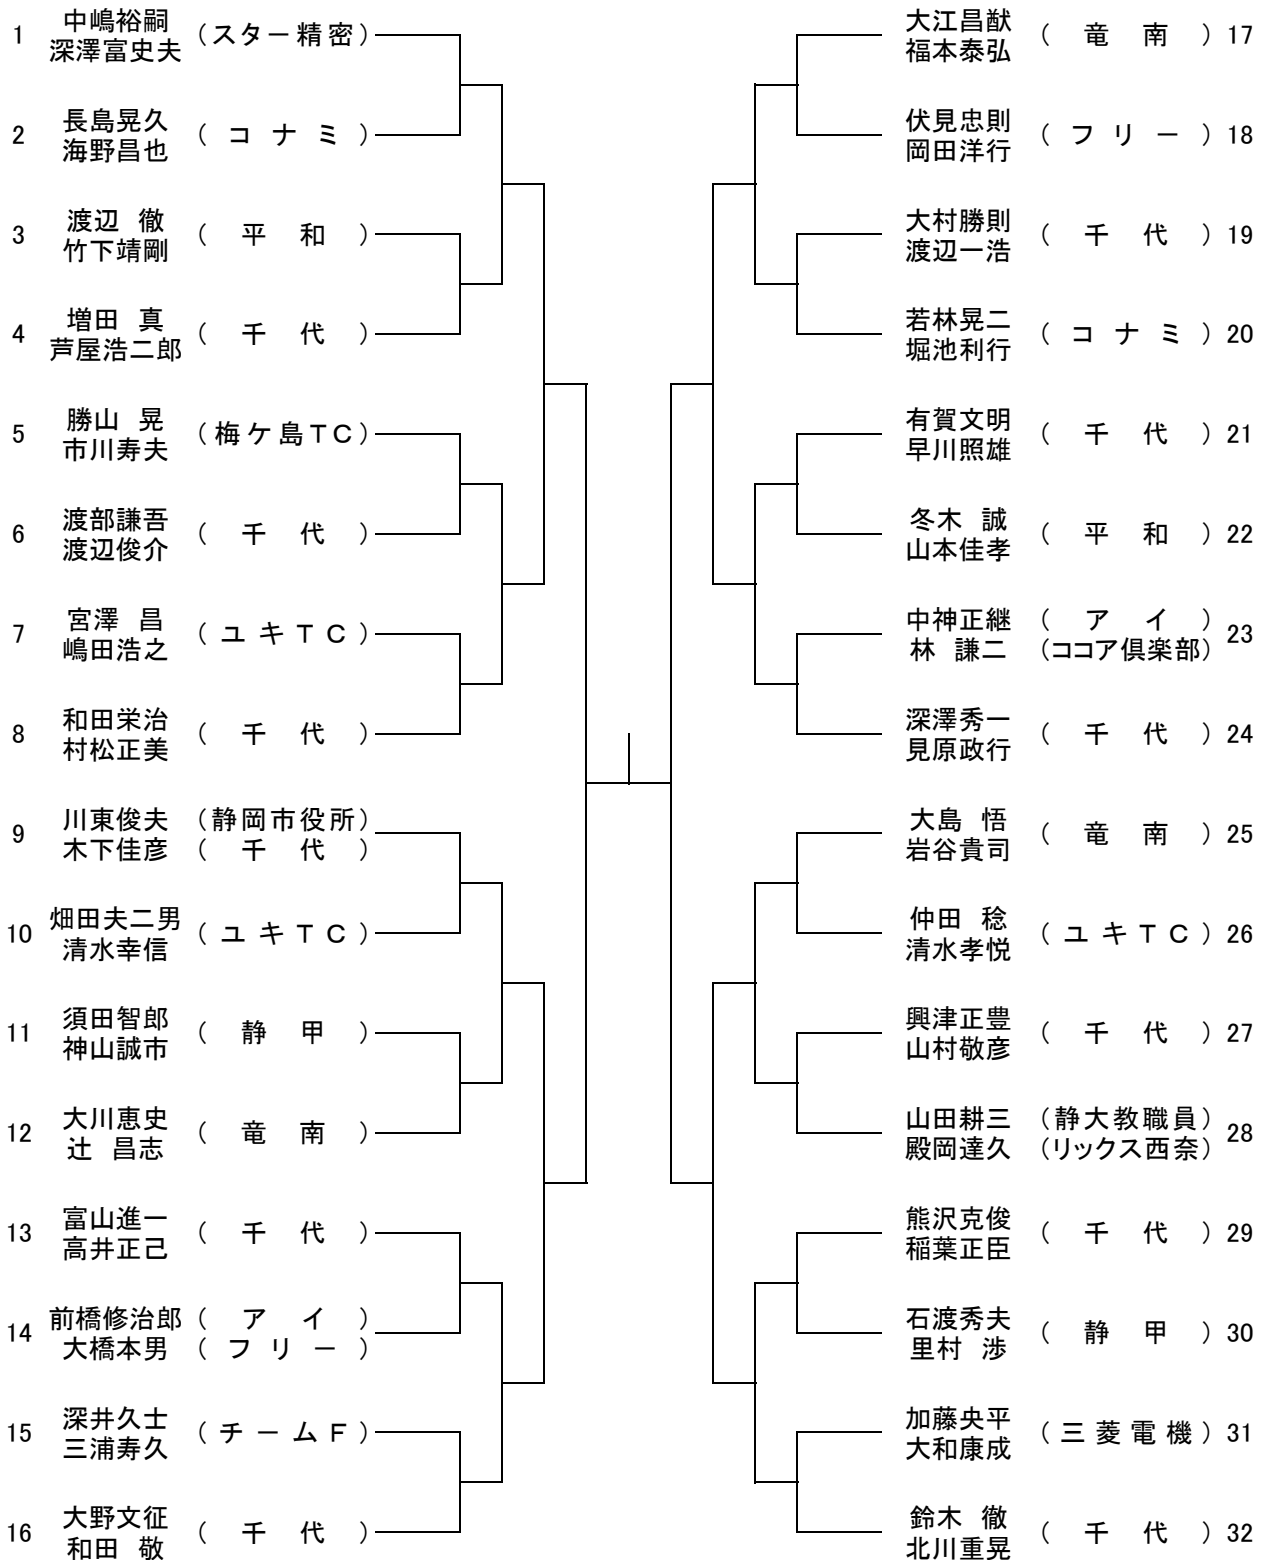 1 中嶋裕嗣 (スター精密)
深澤富史夫
2 長島晃久 (コナミ)
海野昌也
3 渡辺 徹 (平和)
竹下靖剛
4 増田 真 (千代)
芦屋浩二郎
5 勝山 晃 (梅ケ島TC)
市川寿夫
6 渡部謙吾 (千代)
渡辺俊介
7 宮澤 昌 (ユキTC)
嶋田浩之
8 和田栄治 (千代)
村松正美
9 川東俊夫 (静岡市役所)
木下佳彦 (千代)
10 畑田夫二男 (ユキTC)
清水幸信
11 須田智郎 (静甲)
神山誠市
12 大川恵史 (竜南)
辻 昌志
13 富山進一 (千代)
高井正己
14 前橋修治郎 (アイ)
大橋本男 (フリー)
15 深井久士 (チームF)
三浦寿久
16 大野文征 (千代)
和田 敬
大江昌猷 (竜南) 17
福本泰弘
伏見忠則 (フリー) 18
岡田洋行
大村勝則 (千代) 19
渡辺一浩
若林晃二 (コナミ) 20
堀池利行
有賀文明 (千代) 21
早川照雄
冬木 誠 (平和) 22
山本佳孝
中神正継 (アイ) 23
林 謙二 (ココア倶楽部)
深澤秀一 (千代) 24
見原政行
大島 悟 (竜南) 25
岩谷貴司
仲田 稔 (ユキTC) 26
清水孝悦
興津正豊 (千代) 27
山村敬彦
山田耕三 (静大教職員) 28
殿岡達久 (リックス西奈)
熊沢克俊 (千代) 29
稲葉正臣
石渡秀夫 (静甲) 30
里村 渉
加藤央平 (三菱電機) 31
大和康成
鈴木 徹 (千代) 32
北川重晃